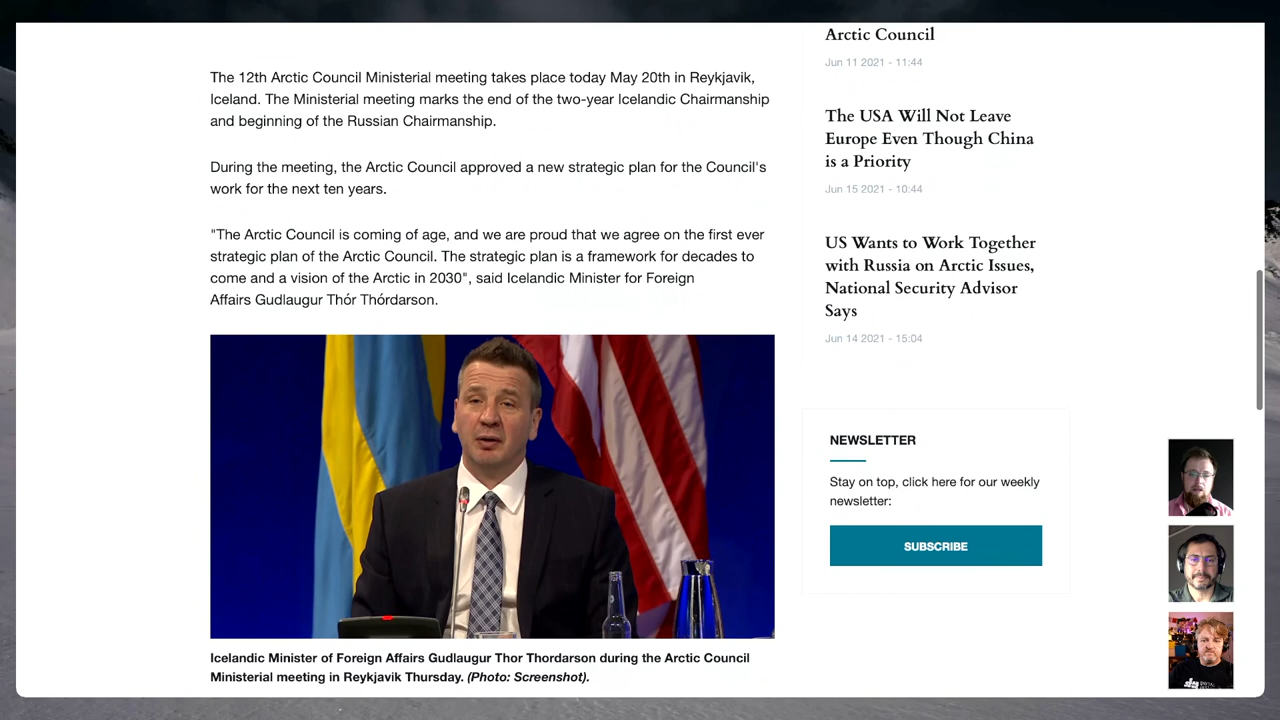 The 12th Arctic Council Ministerial meeting takes place today May 20th in Reykjavik,
Iceland. The Ministerial meeting marks the end of the two-year Icelandic Chairmanship
and beginning of the Russian Chairmanship.
During the meeting, the Arctic Council approved a new strategic plan for the Council's
work for the next ten years.
"The Arctic Council is coming of age, and we are proud that we agree on the first ever
strategic plan of the Arctic Council. The strategic plan is a framework for decades to
come and a vision of the Arctic in 2030", said Icelandic Minister for Foreign
Affairs Gudlaugur Thór Thórdarson.
Icelandic Minister of Foreign Affairs Gudlaugur Thor Thordarson during the Arctic Council
Ministerial meeting in Reykjavik Thursday. (Photo: Screenshot).
Arctic Council
Jun 11 2021 - 11:44
The USA Will Not Leave
Europe Even Though China
is a Priority
Jun 15 2021 - 10:44
US Wants to Work Together
with Russia on Arctic Issues,
National Security Advisor
Says
Jun 14 2021 - 15:04
NEWSLETTER
Stay on top, click here for our weekly
newsletter:
SUBSCRIBE